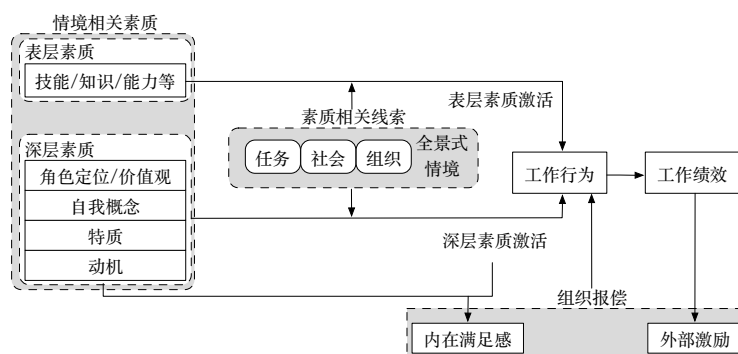 情境相关素质
表层素质
技能/知识/能力等
表层素质激活
素质相关线索
任务 社会 组织
全景式
情境
深层素质
角色定位/价值观
自我概念
特质
动机
工作行为
工作绩效
深层素质激活
组织报偿
内在满足感
外部激励